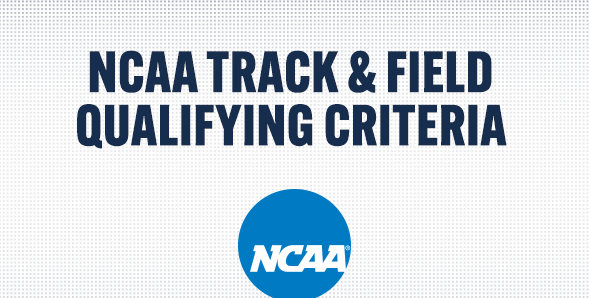 NCAA TRACK & FIELD
QUALIFYING CRITERIA
NCAA®